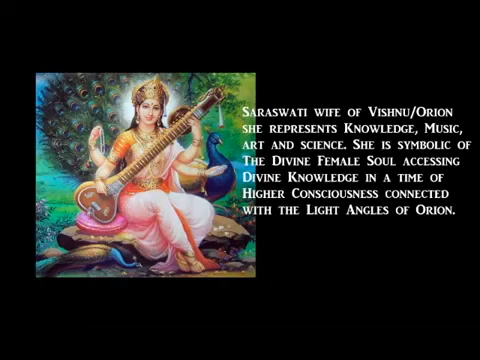 Saraswati wife of Vishnu/Orion
she represents Knowledge, Music,
art and science. She is symbolic of
The Divine Female Soul accessing
Divine Knowledge in a time of
Higher Consciousness connected
with the Light Angles of Orion.